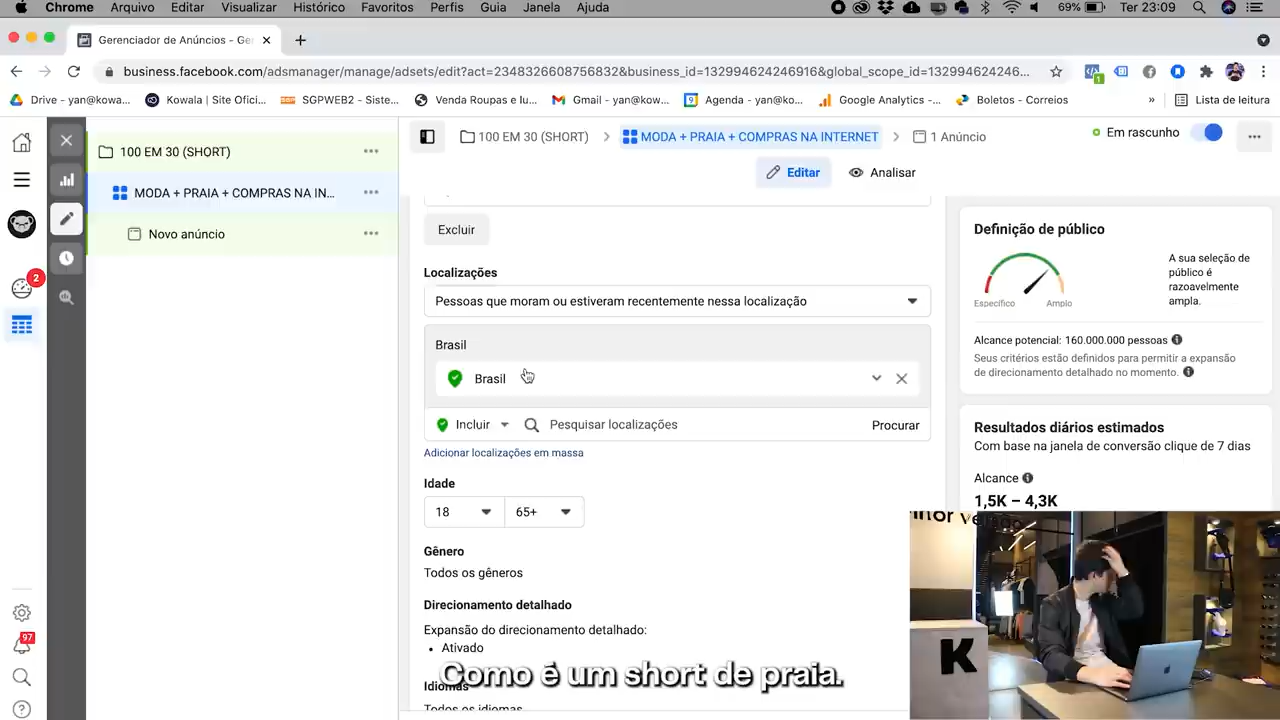 Chrome Arquivo Editar Visualizar Histórico Favoritos Perfis Guia Janela Ajuda 69% Ter 23:09
Gerenciador de Anúncios - Ge
business.facebook.com/adsmanager/manage/adsets/edit?act=2348326608756832&business_id=132994624246916&global_scope_id=132994624246...
Drive - yan@kowa... Kowala | Site Ofici... SGPWEB2 - Siste... Venda Roupas e lu... Gmail - yan@kow... Agenda - yan@ko... Google Analytics -... Boletos - Correios » Lista de leitura
100 EM 30 (SHORT) MODA + PRAIA + COMPRAS NA INTERNET 1 Anúncio Em rascunho
Editar Analisar
100 EM 30 (SHORT)
MODA + PRAIA + COMPRAS NA IN...
Novo anúncio
2
97
Excluir
Localizações
Pessoas que moram ou estiveram recentemente nessa localização
Brasil
Brasil
Incluir Pesquisar localizações Procurar
Adicionar localizações em massa
Idade
18 65+
Gênero
Todos os gêneros
Direcionamento detalhado
Expansão do direcionamento detalhado:
• Ativado
Idiomas
Todos os idiomas
Definição de público
A sua seleção de
público é
razoavelmente
ampla.
Específico Amplo
Alcance potencial: 160.000.000 pessoas
Seus critérios estão definidos para permitir a expansão
de direcionamento detalhado no momento.
Resultados diários estimados
Com base na janela de conversão clique de 7 dias
Alcance
1,5K – 4,3K
K
Como é um short de praia.